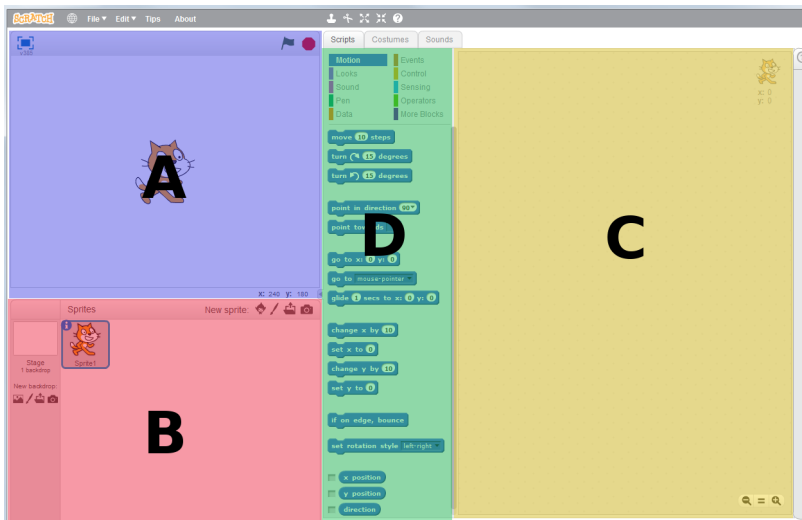 SCRATCH File Edit Tips About
Scripts Costumes Sounds
Motion Events
Looks Control
Sound Sensing
Pen Operators
Data More Blocks
x: 0
y: 0
A
x: 240 y: 180
move 10 steps
turn 15 degrees
turn 15 degrees
point in direction 90
point towards
go to x: 0 y: 0
go to mouse-pointer
glide 1 secs to x: 0 y: 0
change x by 10
set x to 0
change y by 10
set y to 0
if on edge, bounce
set rotation style left-right
x position
y position
direction
D
C
Sprites New sprite:
Stage
1 backdrop
New backdrop:
Sprite1
B